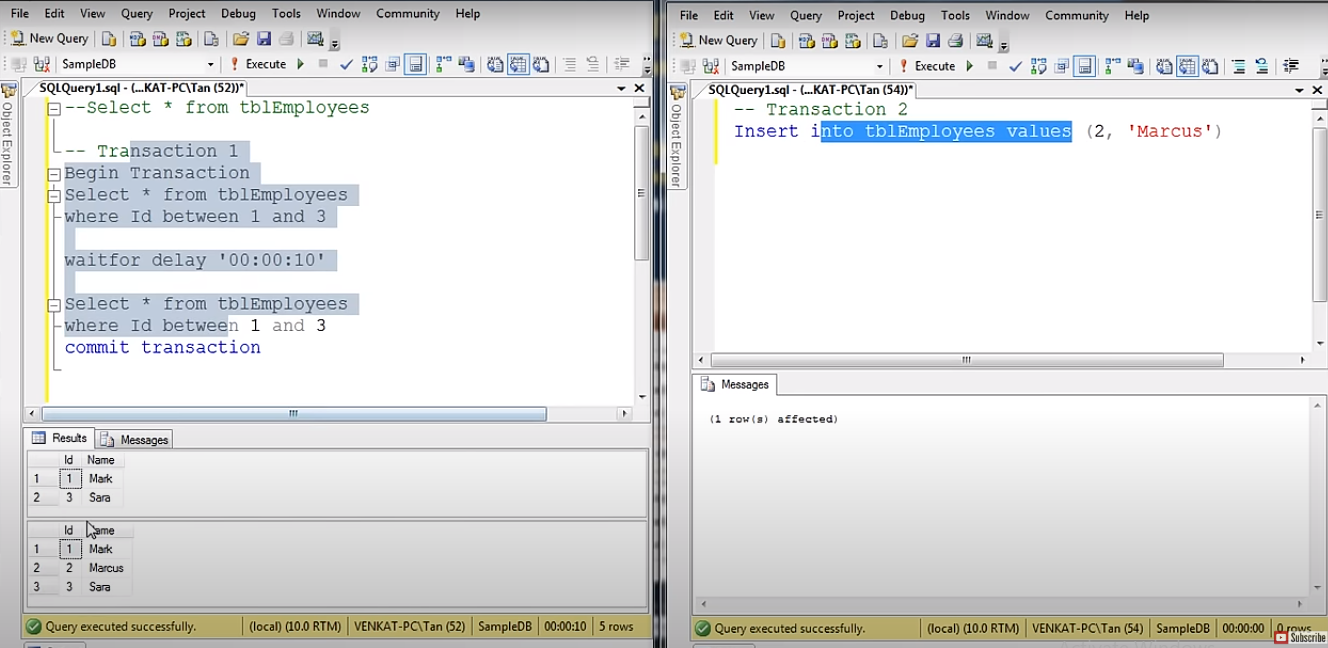 File Edit View Query Project Debug Tools Window Community Help
New Query
SampleDB Execute
SQLQuery1.sql - (...KAT-PC\Tan (52))*
Object Explorer
--Select * from tblEmployees
-- Transaction 1
Begin Transaction
Select * from tblEmployees
where Id between 1 and 3
waitfor delay '00:00:10'
Select * from tblEmployees
where Id between 1 and 3
commit transaction
Results Messages
Id Name
1 1 Mark
2 3 Sara
Id Name
1 1 Mark
2 2 Marcus
3 3 Sara
Query executed successfully. (local) (10.0 RTM) VENKAT-PC\Tan (52) SampleDB 00:00:10 5 rows
File Edit View Query Project Debug Tools Window Community Help
New Query
SampleDB Execute
SQLQuery1.sql - (...KAT-PC\Tan (54))*
Object Explorer
-- Transaction 2
Insert into tblEmployees values (2, 'Marcus')
Messages
(1 row(s) affected)
Query executed successfully. (local) (10.0 RTM) VENKAT-PC\Tan (54) SampleDB 00:00:00 0 rows
Subscribe